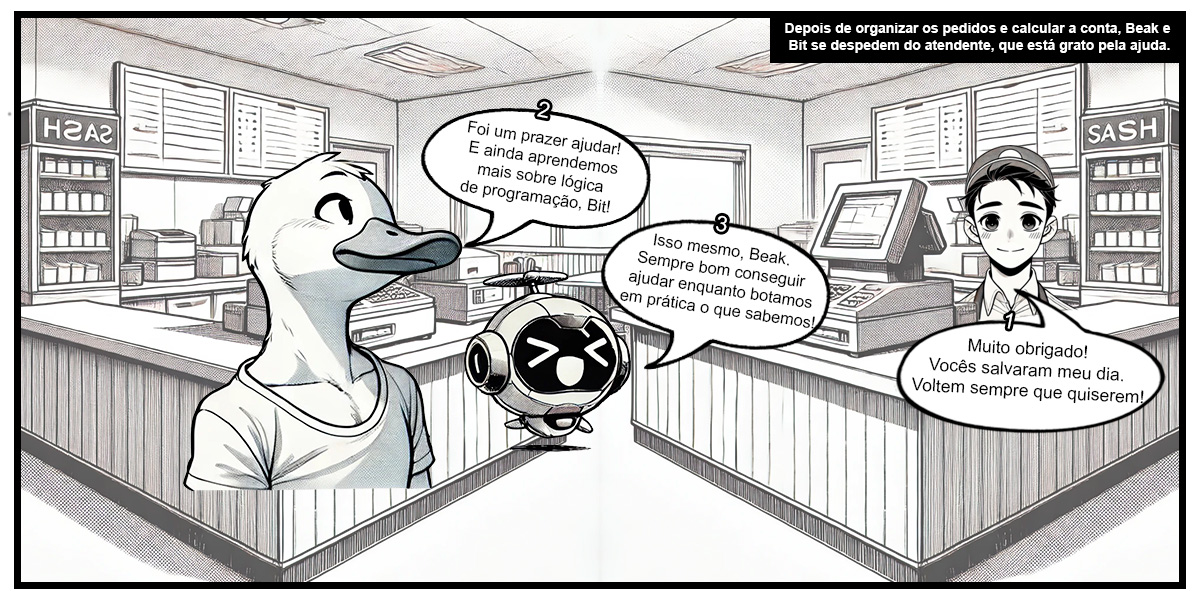 Depois de organizar os pedidos e calcular a conta, Beak e
Bit se despedem do atendente, que está grato pela ajuda.
SASH
SASH
1
Muito obrigado!
Vocês salvaram meu dia.
Voltem sempre que quiserem!
2
Foi um prazer ajudar!
E ainda aprendemos
mais sobre lógica
de programação, Bit!
3
Isso mesmo, Beak.
Sempre bom conseguir
ajudar enquanto botamos
em prática o que sabemos!